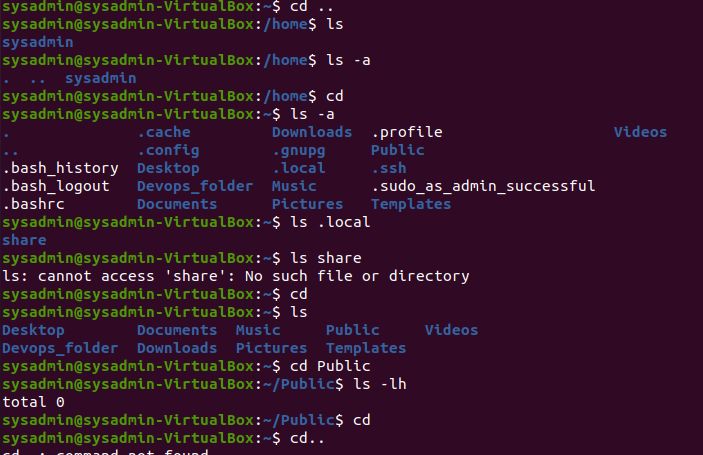 sysadmin@sysadmin-VirtualBox:~$ cd ..
sysadmin@sysadmin-VirtualBox:/home$ ls
sysadmin
sysadmin@sysadmin-VirtualBox:/home$ ls -a
.  ..  sysadmin
sysadmin@sysadmin-VirtualBox:/home$ cd
sysadmin@sysadmin-VirtualBox:~$ ls -a
.              .cache         Downloads  .profile                   Videos
..             .config        .gnupg     Public
.bash_history  Desktop        .local     .ssh
.bash_logout   Devops_folder  Music      .sudo_as_admin_successful
.bashrc        Documents      Pictures   Templates
sysadmin@sysadmin-VirtualBox:~$ ls .local
share
sysadmin@sysadmin-VirtualBox:~$ ls share
ls: cannot access 'share': No such file or directory
sysadmin@sysadmin-VirtualBox:~$ cd
sysadmin@sysadmin-VirtualBox:~$ ls
Desktop        Documents  Music     Public     Videos
Devops_folder  Downloads  Pictures  Templates
sysadmin@sysadmin-VirtualBox:~$ cd Public
sysadmin@sysadmin-VirtualBox:~/Public$ ls -lh
total 0
sysadmin@sysadmin-VirtualBox:~/Public$ cd
sysadmin@sysadmin-VirtualBox:~$ cd..
cd..: command not found